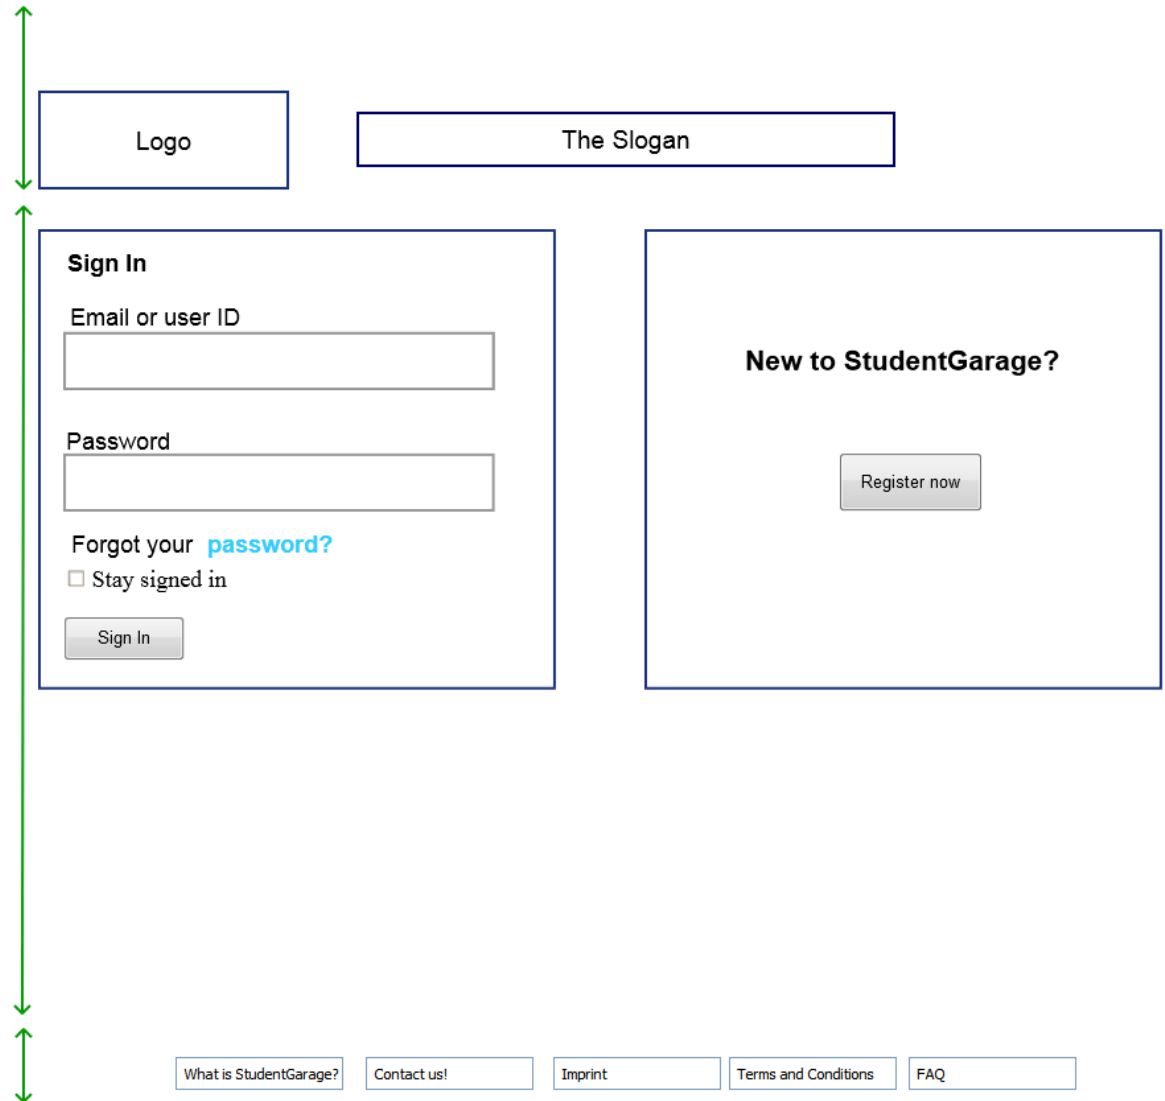 Logo
The Slogan
Sign In
Email or user ID
Password
Forgot your password?
Stay signed in
Sign In
New to StudentGarage?
Register now
What is StudentGarage?
Contact us!
Imprint
Terms and Conditions
FAQ